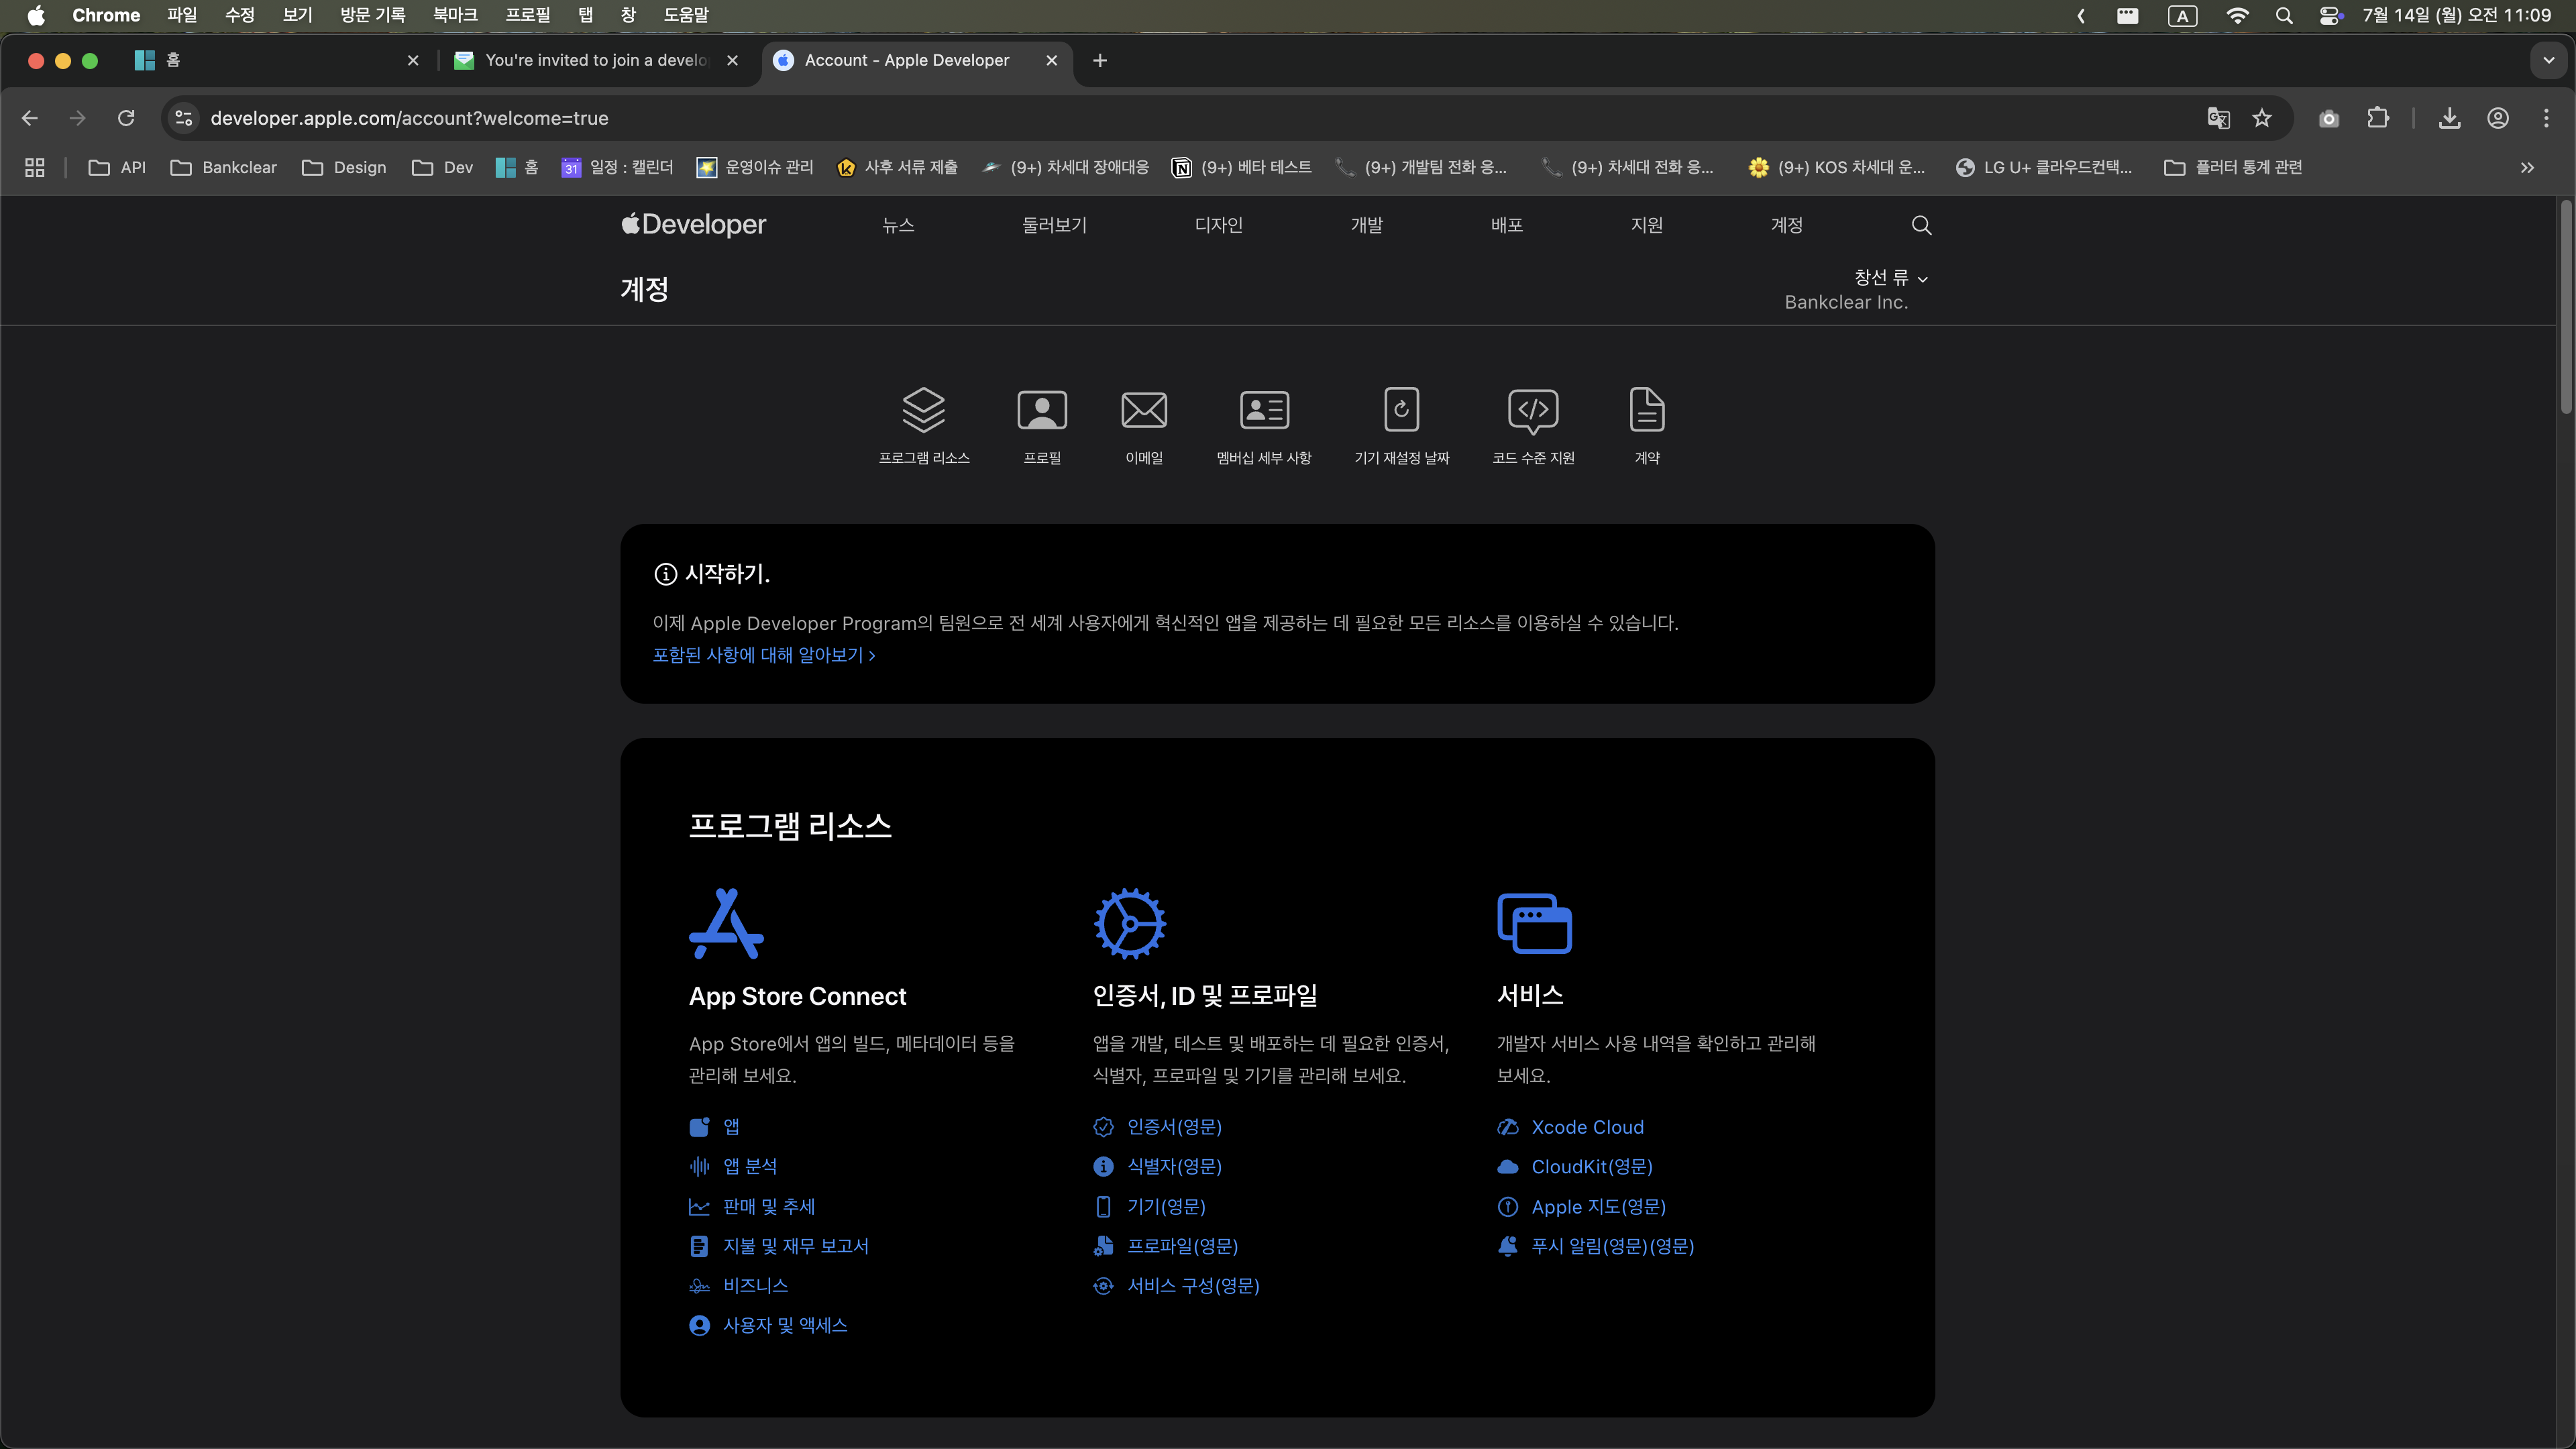 Chrome 파일 수정 보기 방문 기록 북마크 프로필 탭 창 도움말 A 7월 14일 (월) 오전 11:09
홈 You're invited to join a develo Account - Apple Developer
developer.apple.com/account?welcome=true
API Bankclear Design Dev 홈 31 일정 : 캘린더 운영이슈 관리 사후 서류 제출 (9+) 차세대 장애대응 (9+) 베타 테스트 (9+) 개발팀 전화 응... (9+) 차세대 전화 응... (9+) KOS 차세대 운... LG U+ 클라우드컨택... 플러터 통계 관련
Developer 뉴스 둘러보기 디자인 개발 배포 지원 계정
계정
창선 류
Bankclear Inc.
프로그램 리소스 프로필 이메일 멤버십 세부 사항 기기 재설정 날짜 코드 수준 지원 계약
시작하기.
이제 Apple Developer Program의 팀원으로 전 세계 사용자에게 혁신적인 앱을 제공하는 데 필요한 모든 리소스를 이용하실 수 있습니다.
포함된 사항에 대해 알아보기 >
프로그램 리소스
App Store Connect
App Store에서 앱의 빌드, 메타데이터 등을
관리해 보세요.
앱
앱 분석
판매 및 추세
지불 및 재무 보고서
비즈니스
사용자 및 액세스
인증서, ID 및 프로파일
앱을 개발, 테스트 및 배포하는 데 필요한 인증서,
식별자, 프로파일 및 기기를 관리해 보세요.
인증서(영문)
식별자(영문)
기기(영문)
프로파일(영문)
서비스 구성(영문)
서비스
개발자 서비스 사용 내역을 확인하고 관리해
보세요.
Xcode Cloud
CloudKit(영문)
Apple 지도(영문)
푸시 알림(영문)(영문)